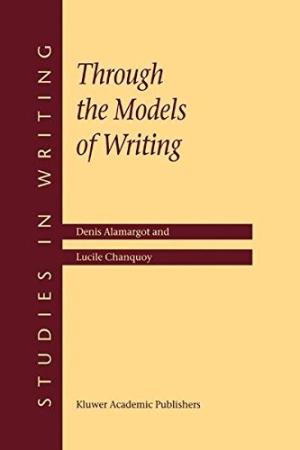 STUDIES IN WRITING
Through
the Models
of Writing
Denis Alamargot and
Lucile Chanquoy
Kluwer Academic Publishers